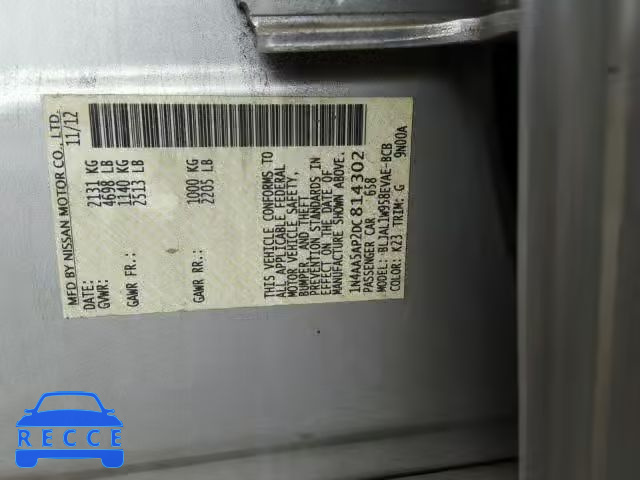 MFD BY NISSAN MOTOR CO., LTD.
DATE: 11/12
GVWR: 2131 KG
4698 LB
GAWR FR.: 1140 KG
2513 LB
GAWR RR.: 1000 KG
2205 LB
THIS VEHICLE CONFORMS TO
ALL APPLICABLE FEDERAL
MOTOR VEHICLE SAFETY,
BUMPER, AND THEFT
PREVENTION STANDARDS IN
EFFECT ON THE DATE OF
MANUFACTURE SHOWN ABOVE.
1N4AA5AP2DC814302
PASSENGER CAR 658
MODEL: BLJALIW958EVAE-BCB
COLOR: K23 TRIM: G 9N00A
RECCE